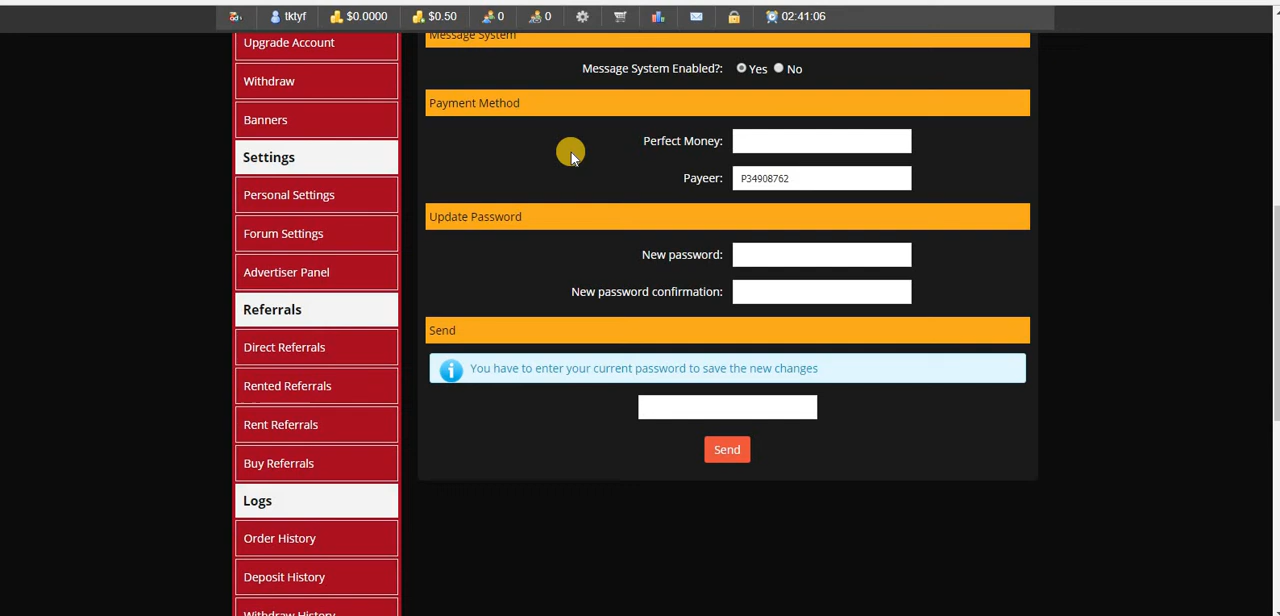 tktyf $0.0000 $0.50 0 0 02:41:06
Upgrade Account
Withdraw
Banners
Settings
Personal Settings
Forum Settings
Advertiser Panel
Referrals
Direct Referrals
Rented Referrals
Rent Referrals
Buy Referrals
Logs
Order History
Deposit History
Withdraw History
Message System
Message System Enabled?: Yes No
Payment Method
Perfect Money:
Payeer: P34908762
Update Password
New password:
New password confirmation:
Send
You have to enter your current password to save the new changes
Send